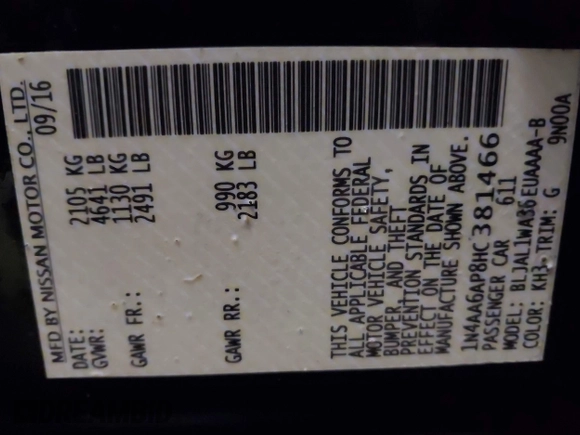 MFD BY NISSAN MOTOR CO., LTD.
DATE: 09/16
GVWR: 2105 KG
4641 LB
GAWR FR.: 1130 KG
2491 LB
GAWR RR.: 990 KG
2183 LB
THIS VEHICLE CONFORMS TO
ALL APPLICABLE FEDERAL
MOTOR VEHICLE SAFETY,
BUMPER, AND THEFT
PREVENTION STANDARDS IN
EFFECT ON THE DATE OF
MANUFACTURE SHOWN ABOVE.
1N4AA6AP8HC381466
PASSENGER CAR 611
MODEL: BLJAL1WA36EUAAAA-B
COLOR: KH3 TRIM: G 9N00A